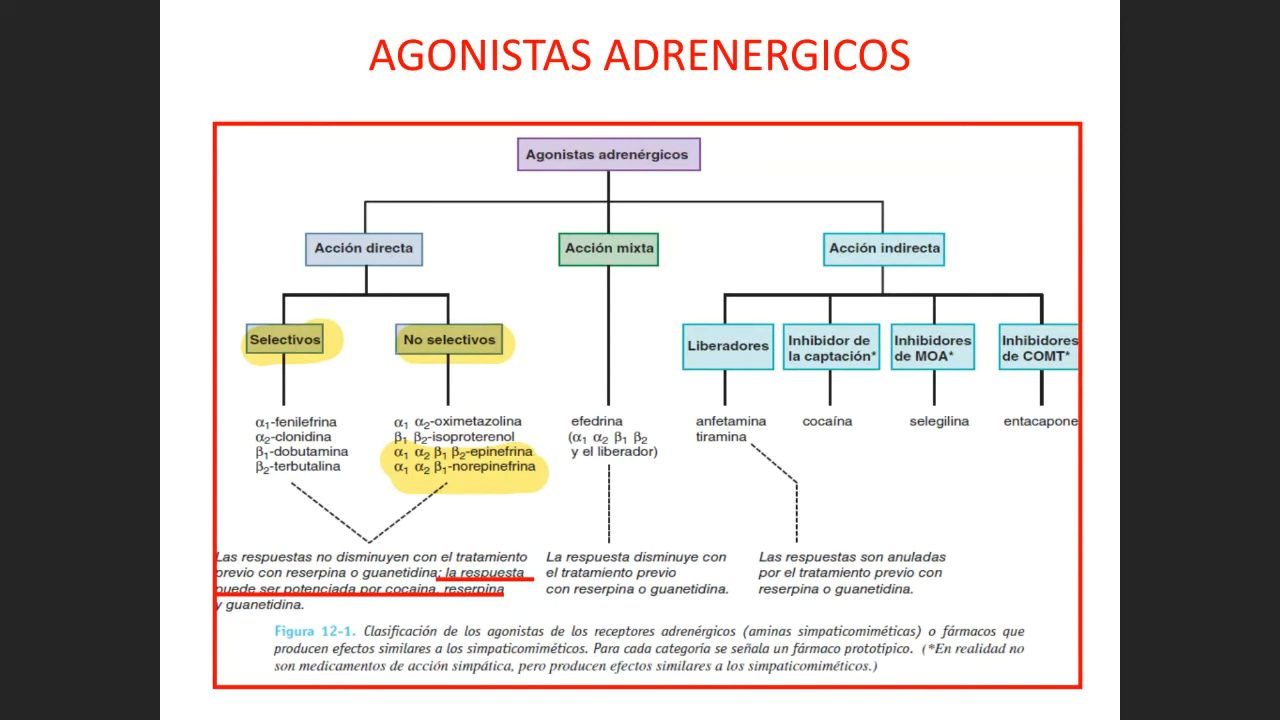 AGONISTAS ADRENERGICOS
Agonistas adrenérgicos
Acción directa
Acción mixta
Acción indirecta
Selectivos
No selectivos
Liberadores
Inhibidor de
la captación*
Inhibidores
de MOA*
Inhibidores
de COMT*
α₁-fenilefrina
α₂-clonidina
β₁-dobutamina
β₂-terbutalina
α₁ α₂-oximetazolina
β₁ β₂-isoproterenol
α₁ α₂ β₁ β₂-epinefrina
α₁ α₂ β₁-norepinefrina
efedrina
(α₁ α₂ β₁ β₂
y el liberador)
anfetamina
tiramina
cocaína
selegilina
entacapone
Las respuestas no disminuyen con el tratamiento
previo con reserpina o guanetidina; la respuesta
puede ser potenciada por cocaína, reserpina
y guanetidina.
La respuesta disminuye con
el tratamiento previo
con reserpina o guanetidina.
Las respuestas son anuladas
por el tratamiento previo con
reserpina o guanetidina.
Figura 12-1. Clasificación de los agonistas de los receptores adrenérgicos (aminas simpaticomiméticas) o fármacos que
producen efectos similares a los simpaticomiméticos. Para cada categoría se señala un fármaco prototípico. (*En realidad no
son medicamentos de acción simpática, pero producen efectos similares a los simpaticomiméticos.)